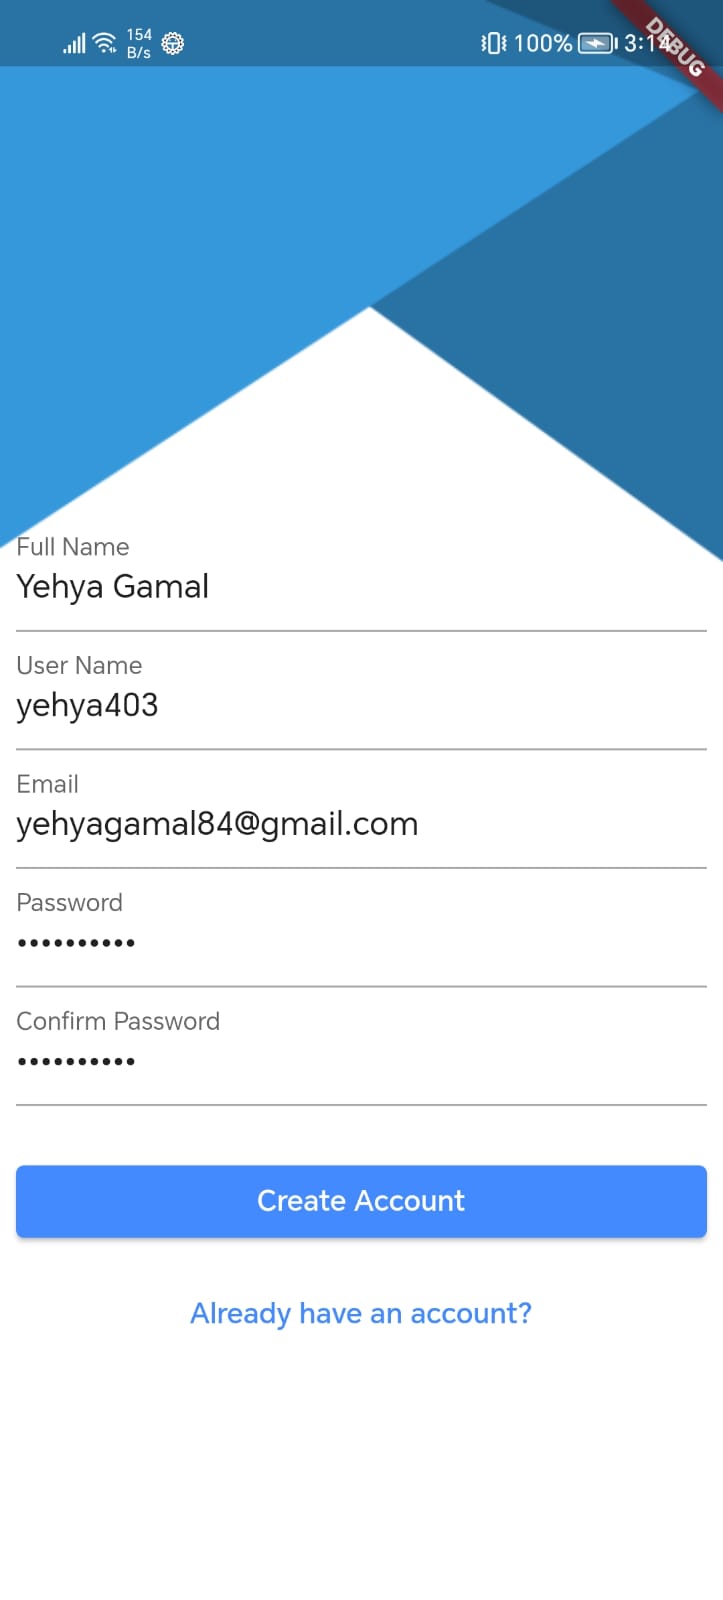 154
B/s
100%
3:14
DEBUG
Full Name
Yehya Gamal
User Name
yehya403
Email
yehyagamal84@gmail.com
Password
••••••••••
Confirm Password
••••••••••
Create Account
Already have an account?